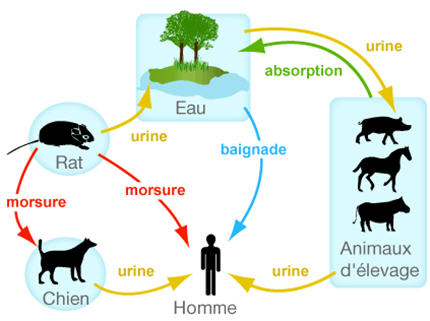 Eau
urine
absorption
urine
Rat
baignade
morsure
morsure
Animaux
d'élevage
urine
urine
Chien
Homme